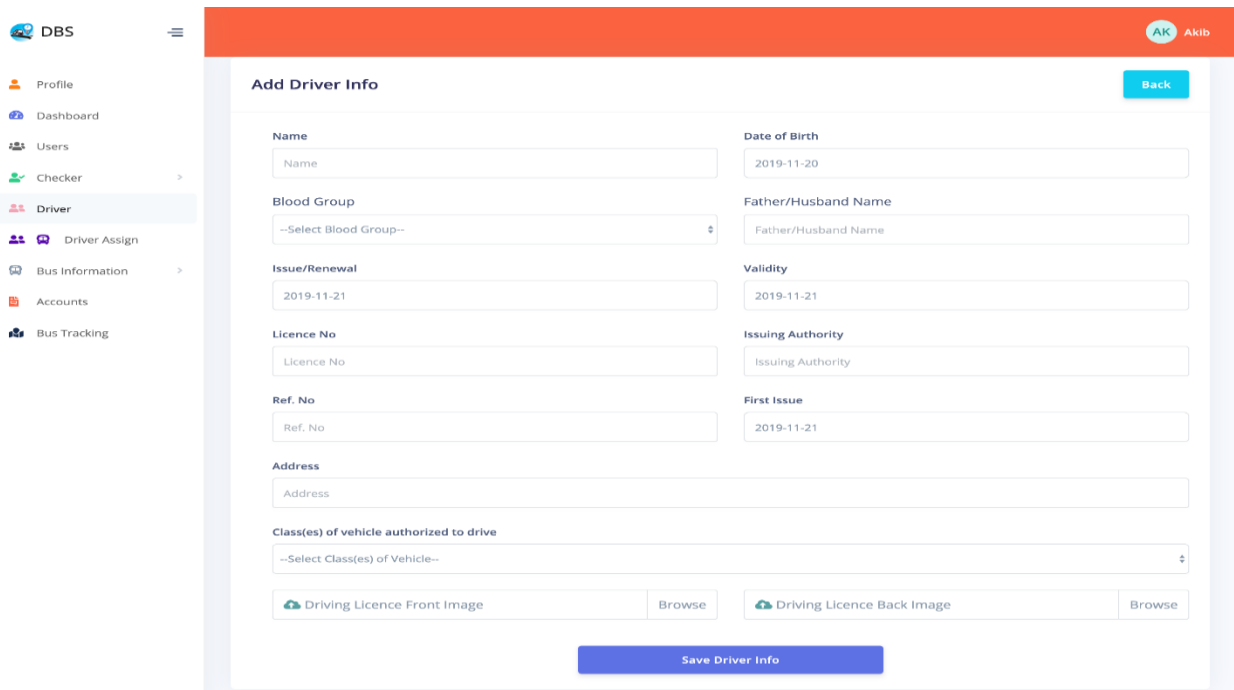 DBS
AK Akib
Profile
Dashboard
Users
Checker
Driver
Driver Assign
Bus Information
Accounts
Bus Tracking
Add Driver Info Back
Name Date of Birth
Name 2019-11-20
Blood Group Father/Husband Name
--Select Blood Group-- Father/Husband Name
Issue/Renewal Validity
2019-11-21 2019-11-21
Licence No Issuing Authority
Licence No Issuing Authority
Ref. No First Issue
Ref. No 2019-11-21
Address
Address
Class(es) of vehicle authorized to drive
--Select Class(es) of Vehicle--
Driving Licence Front Image Browse Driving Licence Back Image Browse
Save Driver Info